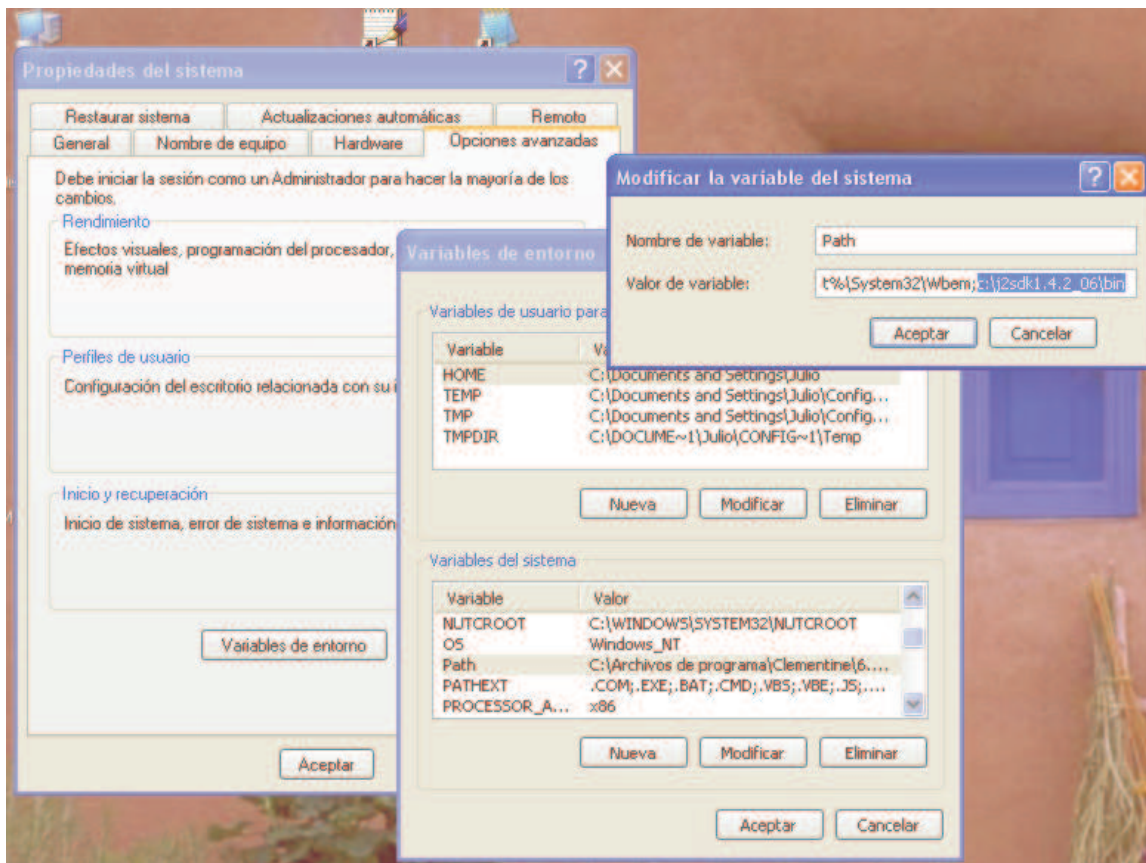 Propiedades del sistema
Restaurar sistema Actualizaciones automáticas Remoto
General Nombre de equipo Hardware Opciones avanzadas
Debe iniciar la sesión como un Administrador para hacer la mayoría de los
cambios.
Rendimiento
Efectos visuales, programación del procesador,
memoria virtual
Perfiles de usuario
Configuración del escritorio relacionada con su i
Inicio y recuperación
Inicio de sistema, error de sistema e información
Variables de entorno
Aceptar
Variables de entorno
Variables de usuario para
Variable Va
HOME C:\Documents and Settings\Julio
TEMP C:\Documents and Settings\Julio\Config...
TMP C:\Documents and Settings\Julio\Config...
TMPDIR C:\DOCUME~1\Julio\CONFIG~1\Temp
Nueva Modificar Eliminar
Variables del sistema
Variable Valor
NUTCROOT C:\WINDOWS\SYSTEM32\NUTCROOT
OS Windows_NT
Path C:\Archivos de programa\Clementine\6....
PATHEXT .COM;.EXE;.BAT;.CMD;.VBS;.VBE;.JS;....
PROCESSOR_A... x86
Nueva Modificar Eliminar
Aceptar Cancelar
Modificar la variable del sistema
Nombre de variable: Path
Valor de variable: t%\System32\Wbem;c:\j2sdk1.4.2_06\bin
Aceptar Cancelar